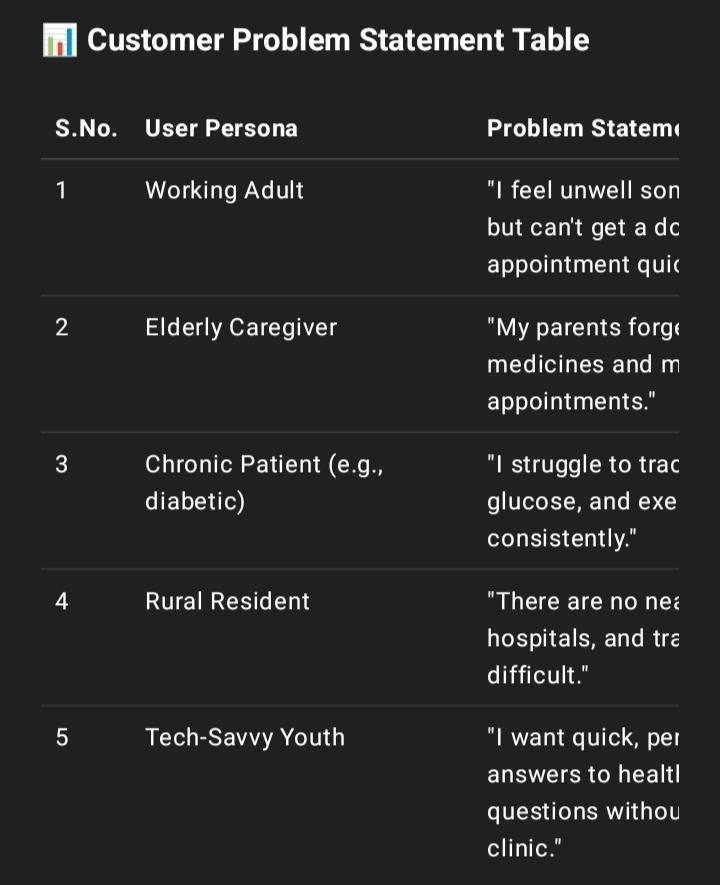 📊 Customer Problem Statement Table
S.No. User Persona Problem
1 Working Adult "I feel unwell
but can't get a
appointment
2 Elderly Caregiver "My parents
medicines and
appointments."
3 Chronic Patient (e.g., "I struggle to
diabetic) glucose, and
consistently."
4 Rural Resident "There are no
hospitals, and
difficult."
5 Tech-Savvy Youth "I want quick,
answers to
questions
clinic."